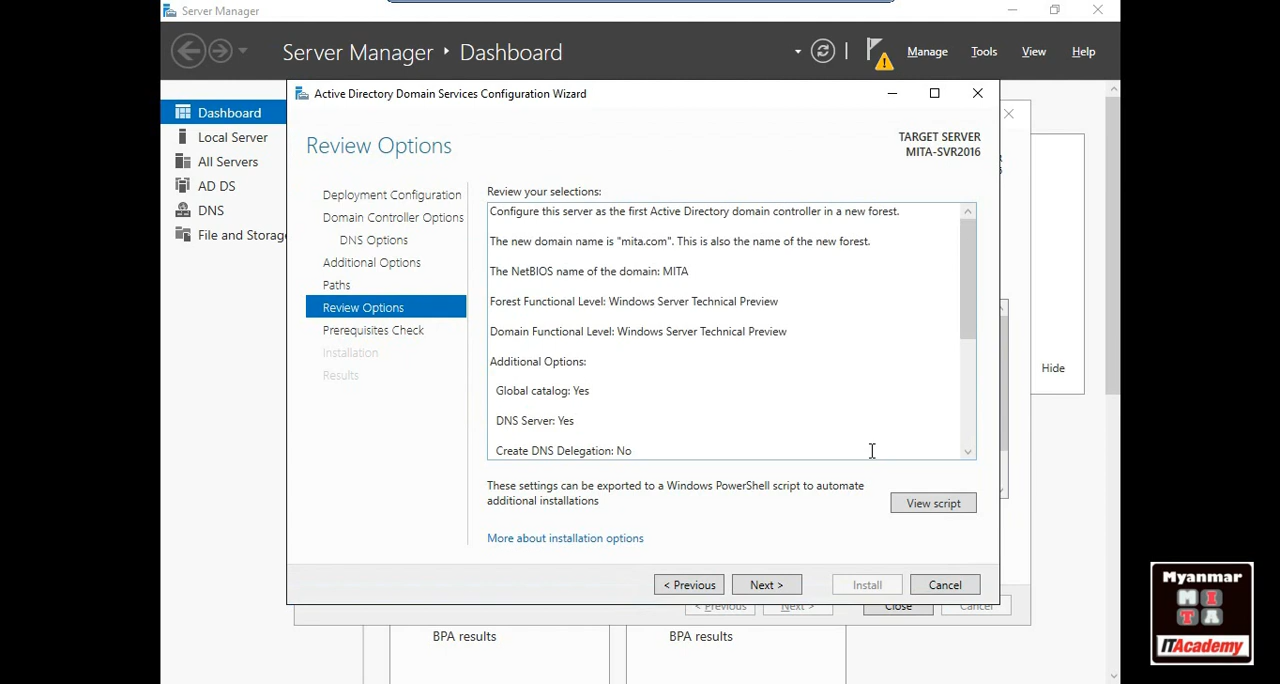 Server Manager
Server Manager ‣ Dashboard
Manage
Tools
View
Help
Active Directory Domain Services Configuration Wizard
Dashboard
Local Server
All Servers
AD DS
DNS
File and Storag
Review Options
TARGET SERVER
MITA-SVR2016
Deployment Configuration
Domain Controller Options
DNS Options
Additional Options
Paths
Review Options
Prerequisites Check
Installation
Results
Review your selections:
Configure this server as the first Active Directory domain controller in a new forest.
The new domain name is "mita.com". This is also the name of the new forest.
The NetBIOS name of the domain: MITA
Forest Functional Level: Windows Server Technical Preview
Domain Functional Level: Windows Server Technical Preview
Additional Options:
Global catalog: Yes
DNS Server: Yes
Create DNS Delegation: No
These settings can be exported to a Windows PowerShell script to automate
additional installations
View script
More about installation options
< Previous
Next >
Install
Cancel
Hide
< Previous
Next >
Close
Cancel
BPA results
BPA results
Myanmar
M I
T A
ITAcademy